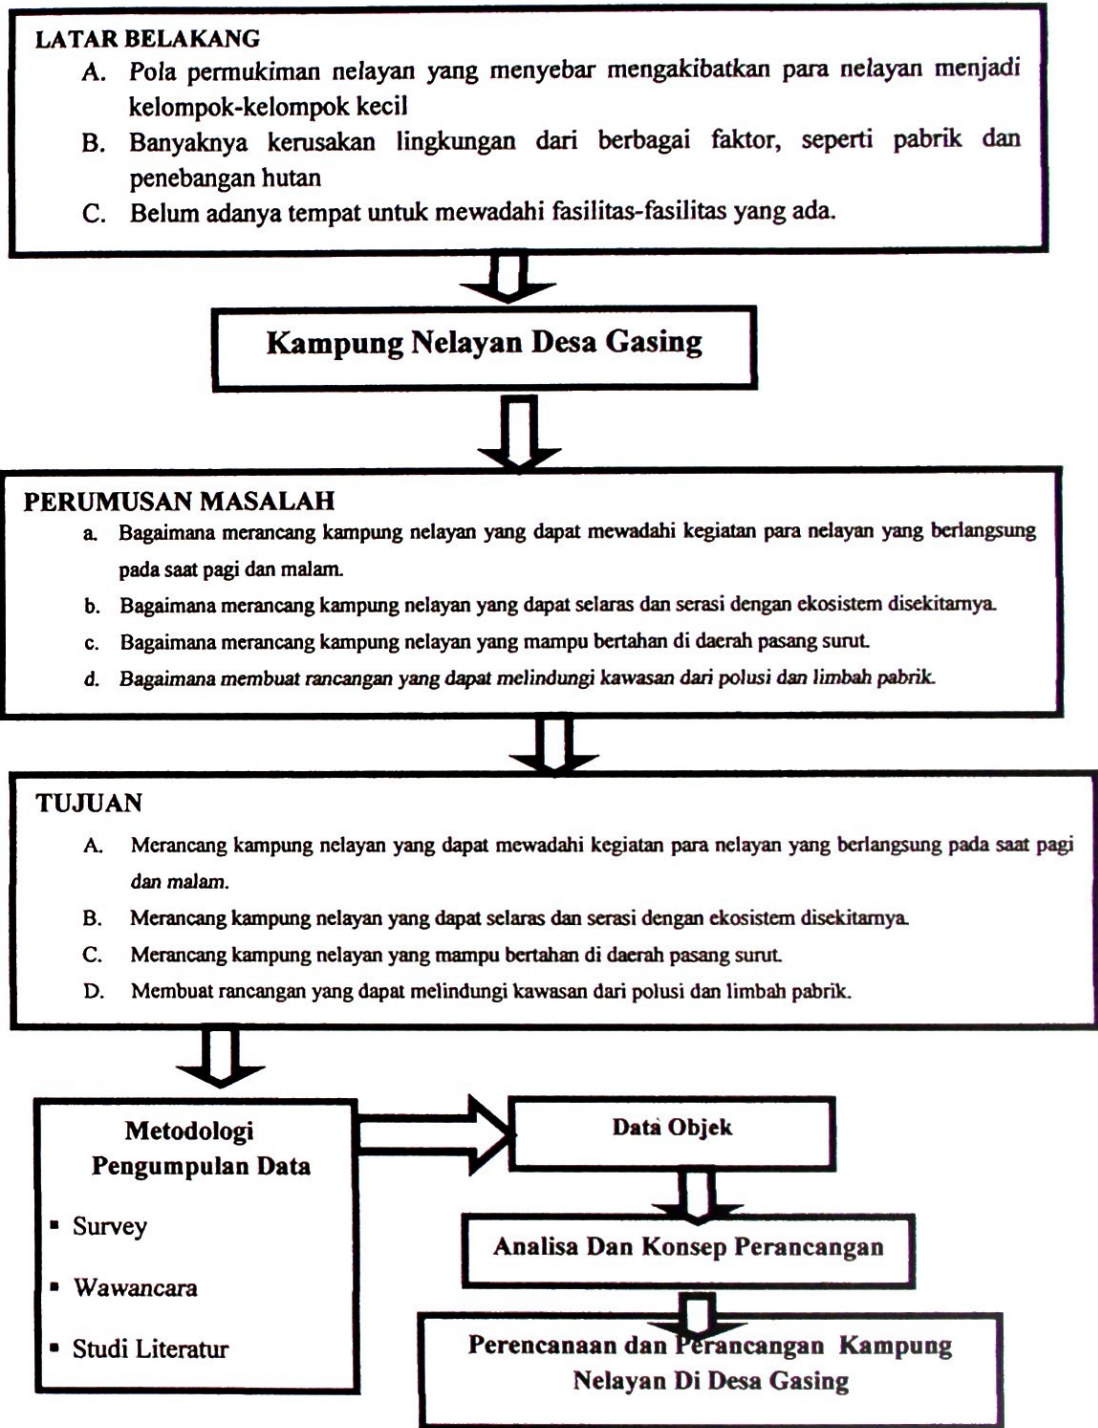 LATAR BELAKANG
A. Pola permukiman nelayan yang menyebar mengakibatkan para nelayan menjadi
kelompok-kelompok kecil
B. Banyaknya kerusakan lingkungan dari berbagai faktor, seperti pabrik dan
penebangan hutan
C. Belum adanya tempat untuk mewadahi fasilitas-fasilitas yang ada.
Kampung Nelayan Desa Gasing
PERUMUSAN MASALAH
a. Bagaimana merancang kampung nelayan yang dapat mewadahi kegiatan para nelayan yang berlangsung
pada saat pagi dan malam.
b. Bagaimana merancang kampung nelayan yang dapat selaras dan serasi dengan ekosistem disekitarnya.
c. Bagaimana merancang kampung nelayan yang mampu bertahan di daerah pasang surut.
d. Bagaimana membuat rancangan yang dapat melindungi kawasan dari polusi dan limbah pabrik.
TUJUAN
A. Merancang kampung nelayan yang dapat mewadahi kegiatan para nelayan yang berlangsung pada saat pagi
dan malam.
B. Merancang kampung nelayan yang dapat selaras dan serasi dengan ekosistem disekitarnya.
C. Merancang kampung nelayan yang mampu bertahan di daerah pasang surut.
D. Membuat rancangan yang dapat melindungi kawasan dari polusi dan limbah pabrik.
Metodologi
Pengumpulan Data
▪ Survey
▪ Wawancara
▪ Studi Literatur
Data Objek
Analisa Dan Konsep Perancangan
Perencanaan dan Perancangan Kampung
Nelayan Di Desa Gasing